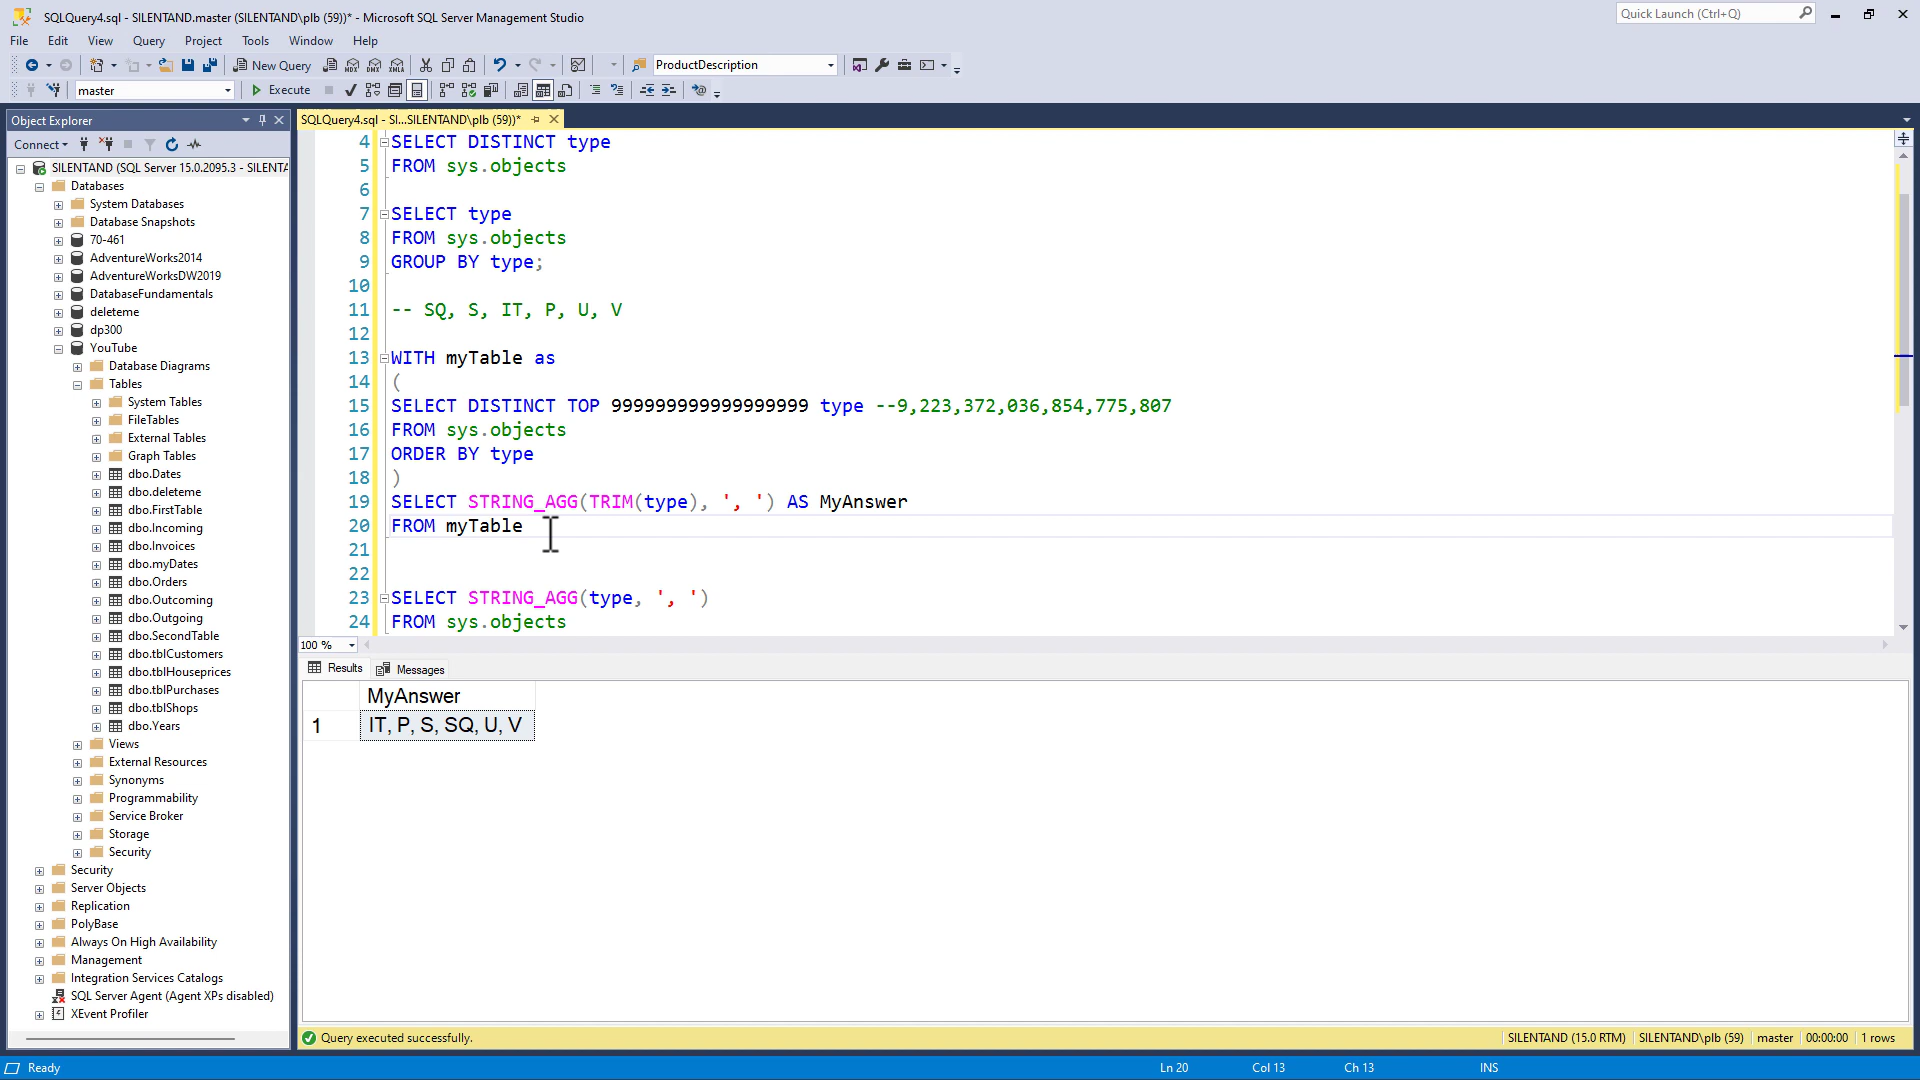 SQLQuery4.sql - SILENTAND.master (SILENTAND\plb (59))* - Microsoft SQL Server Management Studio
Quick Launch (Ctrl+Q)
File Edit View Query Project Tools Window Help
New Query
ProductDescription
master
Execute
Object Explorer
SQLQuery4.sql - SI...SILENTAND\plb (59))*
Connect
SILENTAND (SQL Server 15.0.2095.3 - SILENTA
Databases
System Databases
Database Snapshots
70-461
AdventureWorks2014
AdventureWorksDW2019
DatabaseFundamentals
deleteme
dp300
YouTube
Database Diagrams
Tables
System Tables
FileTables
External Tables
Graph Tables
dbo.Dates
dbo.deleteme
dbo.FirstTable
dbo.Incoming
dbo.Invoices
dbo.myDates
dbo.Orders
dbo.Outcoming
dbo.Outgoing
dbo.SecondTable
dbo.tblCustomers
dbo.tblHouseprices
dbo.tblPurchases
dbo.tblShops
dbo.Years
Views
External Resources
Synonyms
Programmability
Service Broker
Storage
Security
Security
Server Objects
Replication
PolyBase
Always On High Availability
Management
Integration Services Catalogs
SQL Server Agent (Agent XPs disabled)
XEvent Profiler
4 SELECT DISTINCT type
5 FROM sys.objects
6
7 SELECT type
8 FROM sys.objects
9 GROUP BY type;
10
11 -- SQ, S, IT, P, U, V
12
13 WITH myTable as
14 (
15 SELECT DISTINCT TOP 999999999999999999 type --9,223,372,036,854,775,807
16 FROM sys.objects
17 ORDER BY type
18 )
19 SELECT STRING_AGG(TRIM(type), ', ') AS MyAnswer
20 FROM myTable
21
22
23 SELECT STRING_AGG(type, ', ')
24 FROM sys.objects
100 %
Results Messages
MyAnswer
1 IT, P, S, SQ, U, V
Query executed successfully.
SILENTAND (15.0 RTM) SILENTAND\plb (59) master 00:00:00 1 rows
Ready
Ln 20 Col 13 Ch 13 INS